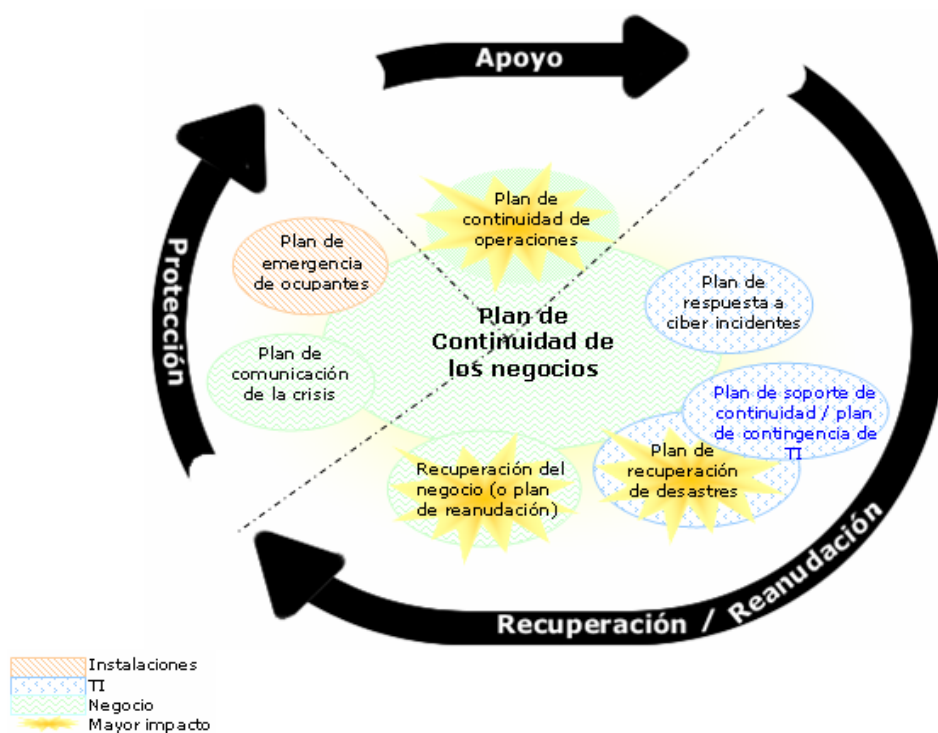 Apoyo
Protección
Plan de
continuidad de
operaciones
Plan de
emergencia
de ocupantes
Plan de
respuesta a
ciber incidentes
Plan de
Continuidad de
los negocios
Plan de
comunicación
de la crisis
Plan de soporte de
continuidad / plan
de contingencia de
TI
Recuperación del
negocio (o plan
de reanudación)
Plan de
recuperación
de desastres
Recuperación / Reanudación
Instalaciones
TI
Negocio
Mayor impacto